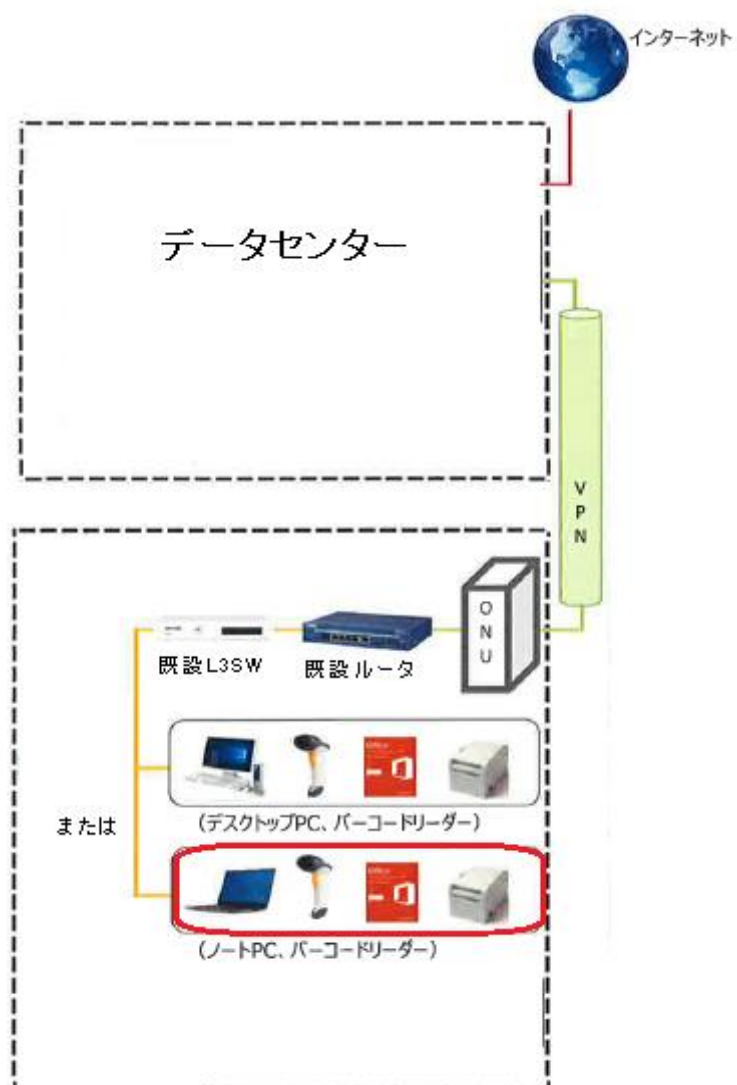 インターネット
データセンター
VPN
ONU
既設L3SW
既設ルータ
(デスクトップPC、バーコードリーダー)
または
(ノートPC、バーコードリーダー)